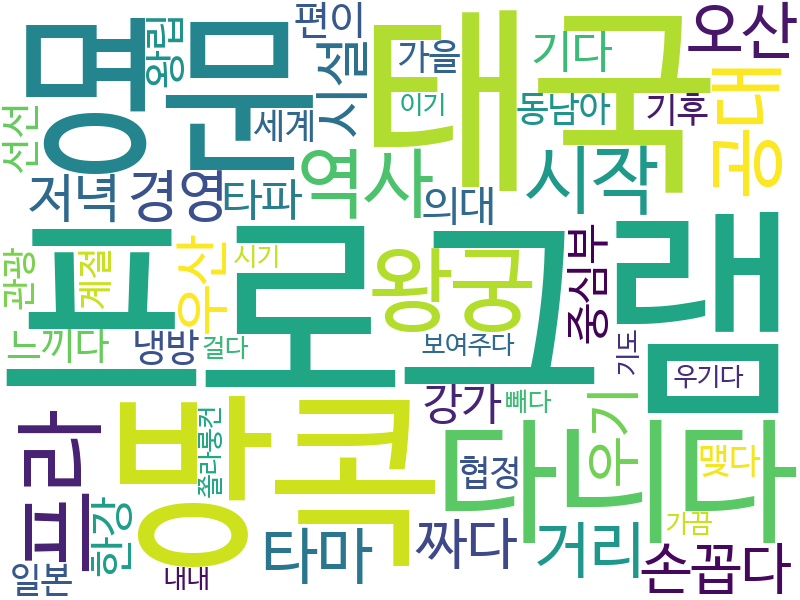 왕립
명문
편이
시설
가을
태국
기다
오산
선선
세계
이기
동남아
기후
공대
저녁
경영
타파
역사
의대
시작
관광
계절
우산
시기
왕궁
중심부
프로그램
느끼다
냉방
걸다
보여주다
기도
우기다
프라
방콕
쫄라롱컨
강가
빼다
우기
다니다
협정
맺다
한강
일본
내내
타마
짜다
거리
가끔
손꼽다